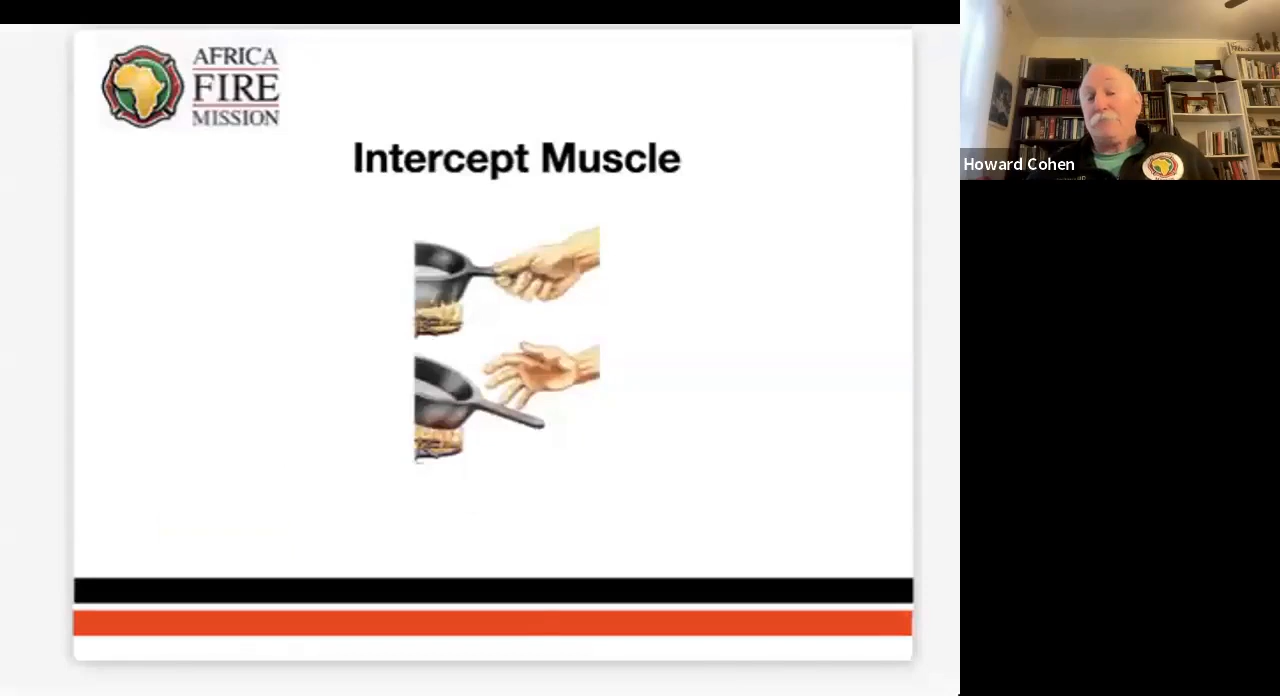 AFRICA
FIRE
MISSION
Intercept Muscle
Howard Cohen